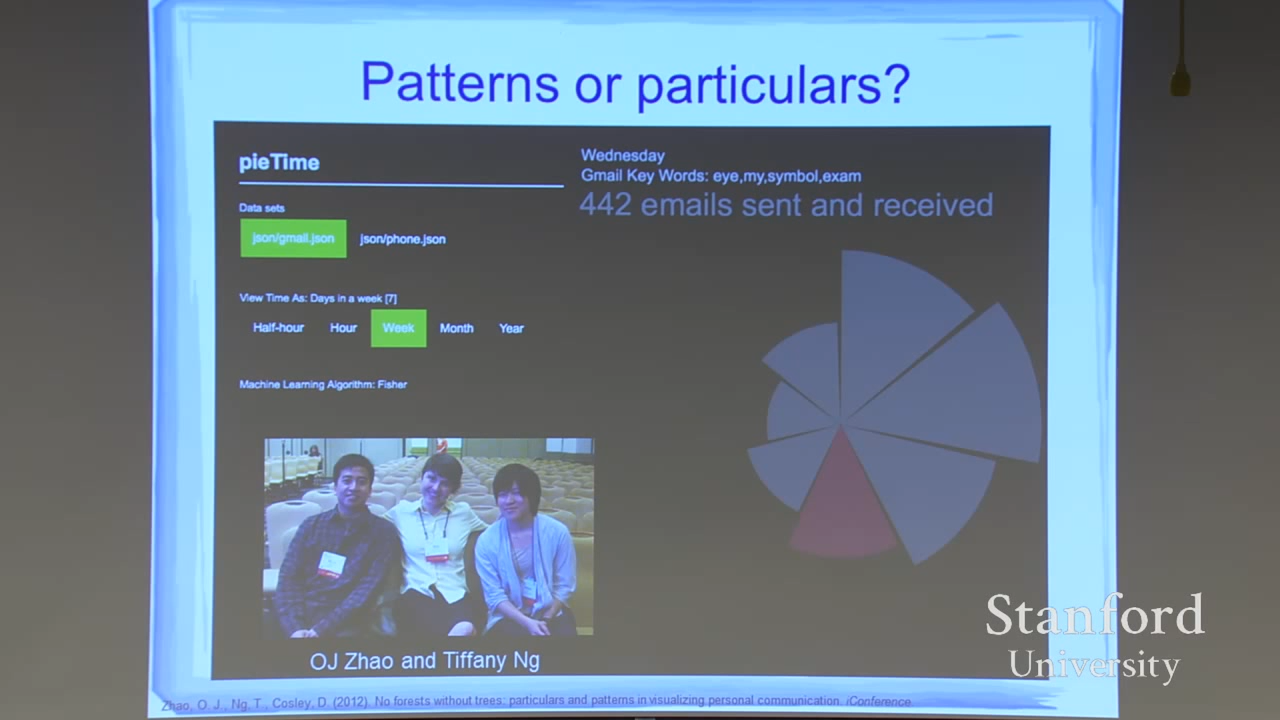 Patterns or particulars?
pieTime
Data sets
json/gmail.json json/phone.json
View Time As: Days in a week [7]
Half-hour Hour Week Month Year
Machine Learning Algorithm: Fisher
Wednesday
Gmail Key Words: eye,my,symbol,exam
442 emails sent and received
OJ Zhao and Tiffany Ng
Zhao, O. J., Ng. T., Cosley, D. (2012). No forests without trees: particulars and patterns in visualizing personal communication. iConference.
Stanford
University